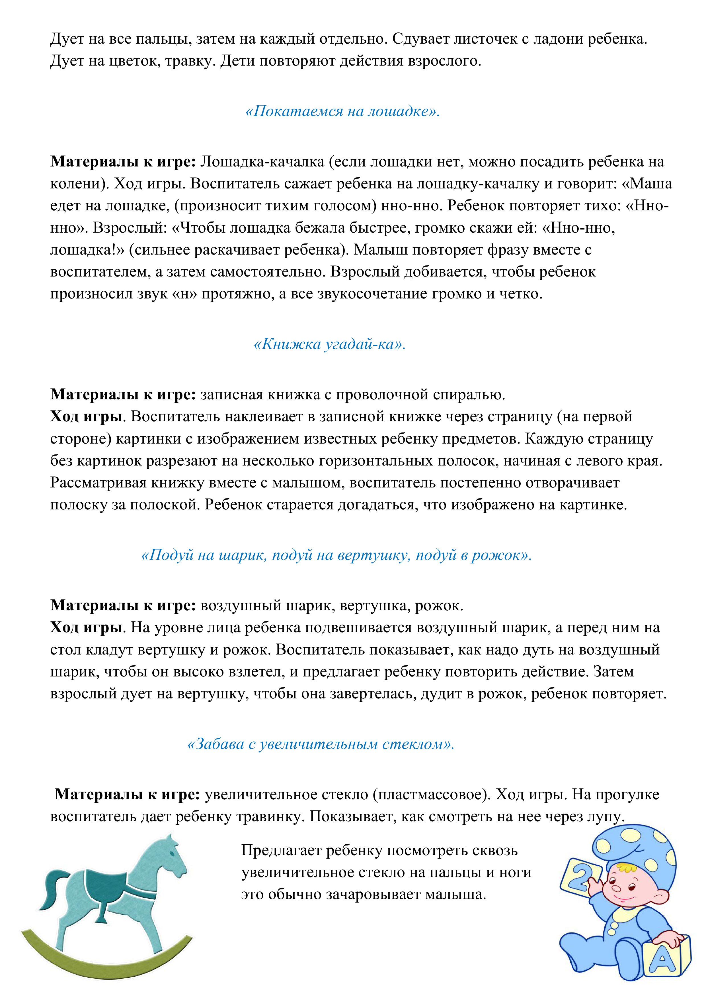 Дует на все пальцы, затем на каждый отдельно. Сдувает листочек с ладони ребенка.
Дует на цветок, травку. Дети повторяют действия взрослого.
«Покатаемся на лошадке».
Материалы к игре: Лошадка-качалка (если лошадки нет, можно посадить ребенка на
колени). Ход игры. Воспитатель сажает ребенка на лошадку-качалку и говорит: «Маша
едет на лошадке, (произносит тихим голосом) нно-нно. Ребенок повторяет тихо: «Нно-
нно». Взрослый: «Чтобы лошадка бежала быстрее, громко скажи ей: «Нно-нно,
лошадка!» (сильнее раскачивает ребенка). Малыш повторяет фразу вместе с
воспитателем, а затем самостоятельно. Взрослый добивается, чтобы ребенок
произносил звук «н» протяжно, а все звукосочетание громко и четко.
«Книжка угадай-ка».
Материалы к игре: записная книжка с проволочной спиралью.
Ход игры. Воспитатель наклеивает в записной книжке через страницу (на первой
стороне) картинки с изображением известных ребенку предметов. Каждую страницу
без картинок разрезают на несколько горизонтальных полосок, начиная с левого края.
Рассматривая книжку вместе с малышом, воспитатель постепенно отворачивает
полоску за полоской. Ребенок старается догадаться, что изображено на картинке.
«Подуй на шарик, подуй на вертушку, подуй в рожок».
Материалы к игре: воздушный шарик, вертушка, рожок.
Ход игры. На уровне лица ребенка подвешивается воздушный шарик, а перед ним на
стол кладут вертушку и рожок. Воспитатель показывает, как надо дуть на воздушный
шарик, чтобы он высоко взлетел, и предлагает ребенку повторить действие. Затем
взрослый дует на вертушку, чтобы она завертелась, дудит в рожок, ребенок повторяет.
«Забава с увеличительным стеклом».
Материалы к игре: увеличительное стекло (пластмассовое). Ход игры. На прогулке
воспитатель дает ребенку травинку. Показывает, как смотреть на нее через лупу.
Предлагает ребенку посмотреть сквозь
увеличительное стекло на пальцы и ноги
это обычно зачаровывает малыша.
2
A